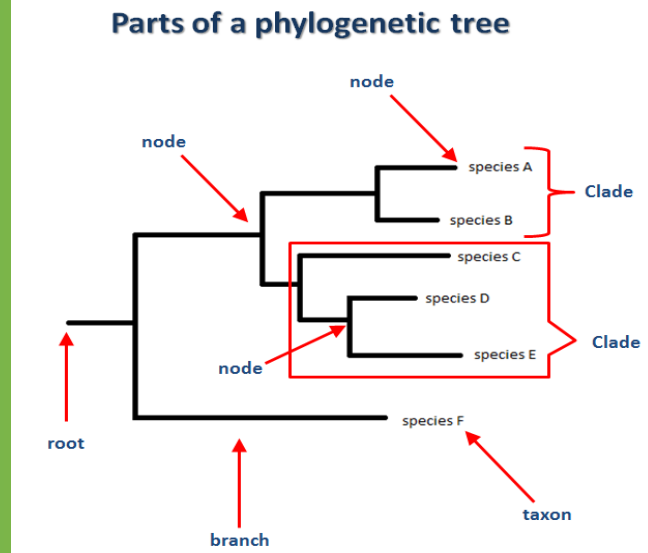 Parts of a phylogenetic tree
node
node
species A
Clade
species B
species C
species D
Clade
species E
node
species F
root
taxon
branch